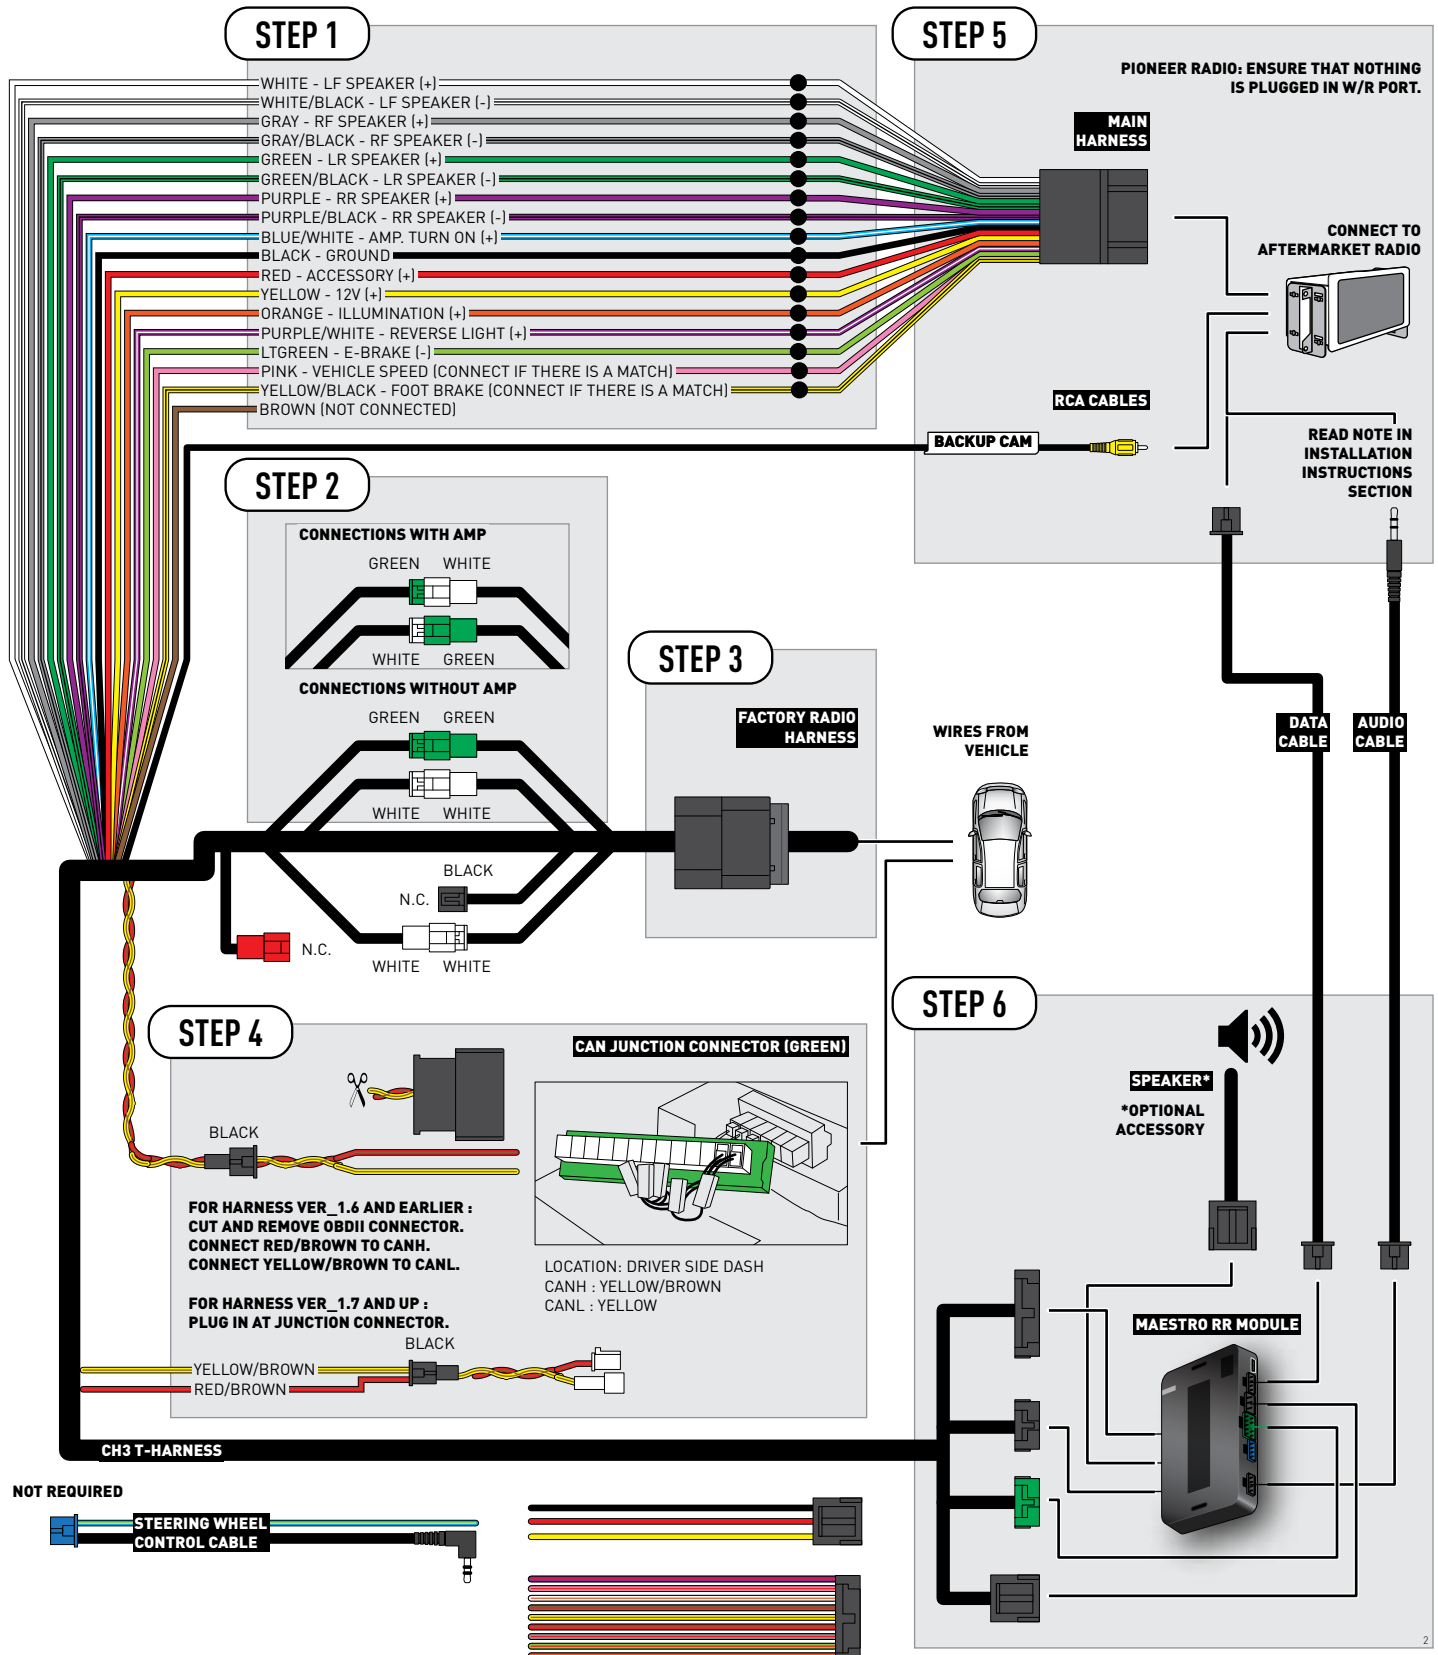 STEP 1
WHITE - LF SPEAKER (+)
WHITE/BLACK - LF SPEAKER (-)
GRAY - RF SPEAKER (+)
GRAY/BLACK - RF SPEAKER (-)
GREEN - LR SPEAKER (+)
GREEN/BLACK - LR SPEAKER (-)
PURPLE - RR SPEAKER (+)
PURPLE/BLACK - RR SPEAKER (-)
BLUE/WHITE - AMP. TURN ON (+)
BLACK - GROUND
RED - ACCESSORY (+)
YELLOW - 12V (+)
ORANGE - ILLUMINATION (+)
PURPLE/WHITE - REVERSE LIGHT (+)
LTGREEN - E-BRAKE (-)
PINK - VEHICLE SPEED (CONNECT IF THERE IS A MATCH)
YELLOW/BLACK - FOOT BRAKE (CONNECT IF THERE IS A MATCH)
BROWN (NOT CONNECTED)
STEP 5
PIONEER RADIO: ENSURE THAT NOTHING
IS PLUGGED IN W/R PORT.
MAIN
HARNESS
CONNECT TO
AFTERMARKET RADIO
RCA CABLES
BACKUP CAM
READ NOTE IN
INSTALLATION
INSTRUCTIONS
SECTION
DATA
CABLE
AUDIO
CABLE
STEP 2
CONNECTIONS WITH AMP
GREEN WHITE
WHITE GREEN
CONNECTIONS WITHOUT AMP
GREEN GREEN
WHITE WHITE
BLACK
N.C.
N.C.
WHITE WHITE
STEP 3
FACTORY RADIO
HARNESS
WIRES FROM
VEHICLE
STEP 4
CAN JUNCTION CONNECTOR (GREEN)
BLACK
FOR HARNESS VER_1.6 AND EARLIER :
CUT AND REMOVE OBDII CONNECTOR.
CONNECT RED/BROWN TO CANH.
CONNECT YELLOW/BROWN TO CANL.
FOR HARNESS VER_1.7 AND UP :
PLUG IN AT JUNCTION CONNECTOR.
BLACK
YELLOW/BROWN
RED/BROWN
LOCATION: DRIVER SIDE DASH
CANH : YELLOW/BROWN
CANL : YELLOW
CH3 T-HARNESS
STEP 6
SPEAKER*
*OPTIONAL
ACCESSORY
MAESTRO RR MODULE
NOT REQUIRED
STEERING WHEEL
CONTROL CABLE
2